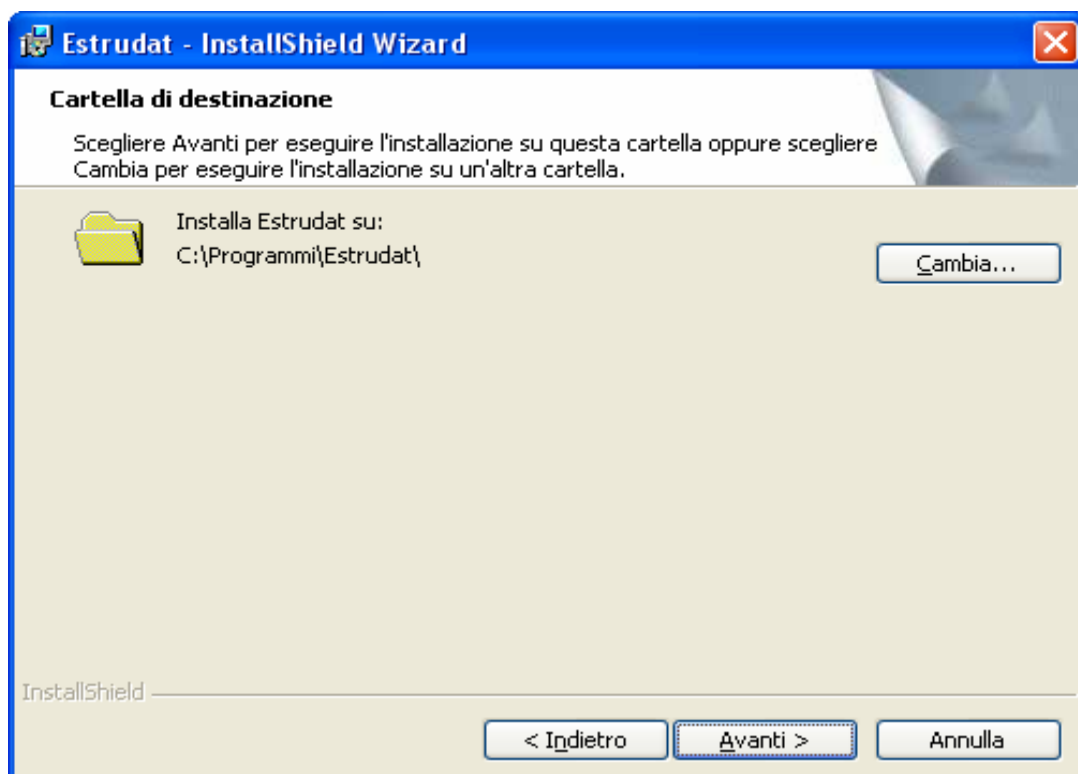 Estrudat - InstallShield Wizard
Cartella di destinazione
Scegliere Avanti per eseguire l'installazione su questa cartella oppure scegliere
Cambia per eseguire l'installazione su un'altra cartella.
Installa Estrudat su:
C:\Programmi\Estrudat\
Cambia...
InstallShield
< Indietro
Avanti >
Annulla